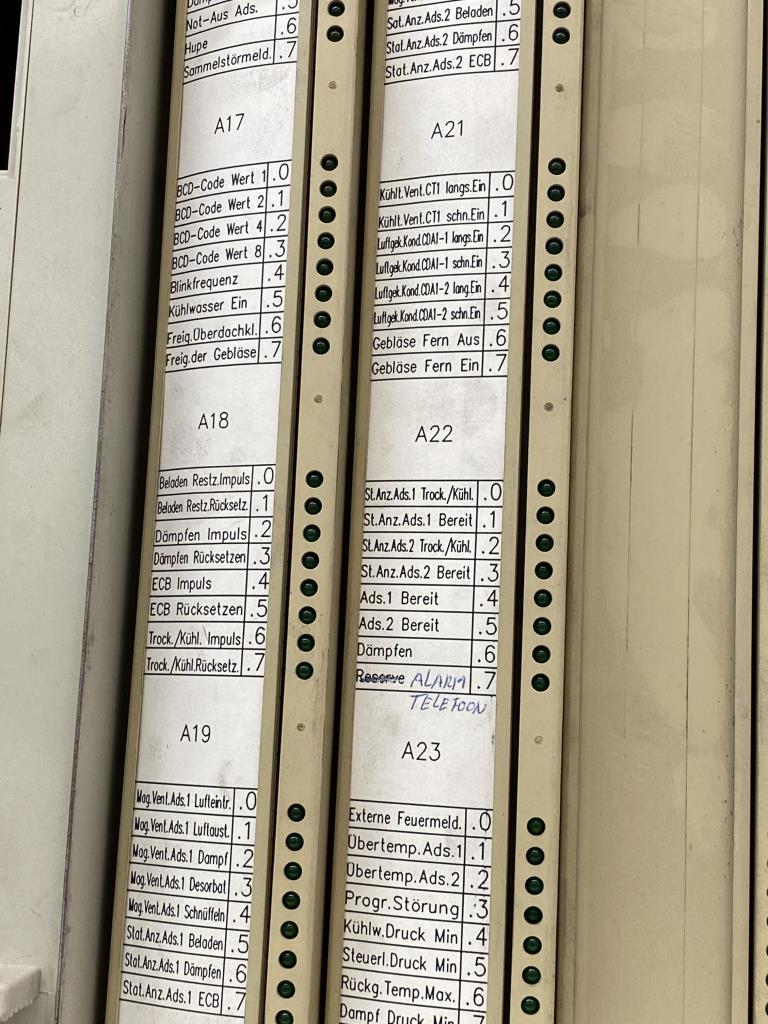 Not-Aus Ads. .6
Hupe
Sammelstörmeld. .7
A17
BCD-Code Wert 1 .0
BCD-Code Wert 2 .1
BCD-Code Wert 4 .2
BCD-Code Wert 8 .3
Blinkfrequenz .4
Kühlwasser Ein .5
Freig.Überdachkl. .6
Freig.der Gebläse .7
A18
Beladen Restz.Impuls .0
Beladen Restz.Rücksetz. .1
Dämpfen Impuls .2
Dämpfen Rücksetzen .3
ECB Impuls .4
ECB Rücksetzen .5
Trock./Kühl. Impuls .6
Trock./Kühl.Rücksetz. .7
A19
Mag.Vent.Ads.1 Lufteintr. .0
Mag.Vent.Ads.1 Luftaust. .1
Mag.Vent.Ads.1 Dampf .2
Mag.Vent.Ads.1 Desorbat .3
Mag.Vent.Ads.1 Schnüffeln .4
Stat.Anz.Ads.1 Beladen .5
Stat.Anz.Ads.1 Dämpfen .6
Stat.Anz.Ads.1 ECB .7
Sat.Anz.Ads.2 Beladen .5
Stat.Anz.Ads.2 Dämpfen .6
Stat.Anz.Ads.2 ECB .7
A21
Kühlt.Vent.CT1 langs.Ein .0
Kühlt.Vent.CT1 schn.Ein .1
Luftgek.Kond.CDA1-1 langs.Ein .2
Luftgek.Kond.CDA1-1 schn.Ein .3
Luftgek.Kond.CDA1-2 lang.Ein .4
Luftgek.Kond.CDA1-2 schn.Ein .5
Gebläse Fern Aus .6
Gebläse Fern Ein .7
A22
St.Anz.Ads.1 Trock./Kühl. .0
St.Anz.Ads.1 Bereit .1
St.Anz.Ads.2 Trock./Kühl. .2
St.Anz.Ads.2 Bereit .3
Ads.1 Bereit .4
Ads.2 Bereit .5
Dämpfen .6
Reserve ALARM .7
TELEFOON
A23
Externe Feuermeld. .0
Übertemp.Ads.1 .1
Übertemp.Ads.2 .2
Progr.Störung .3
Kühlw.Druck Min .4
Steuerl.Druck Min .5
Rückg.Temp.Max. .6
Dampf Druck Min